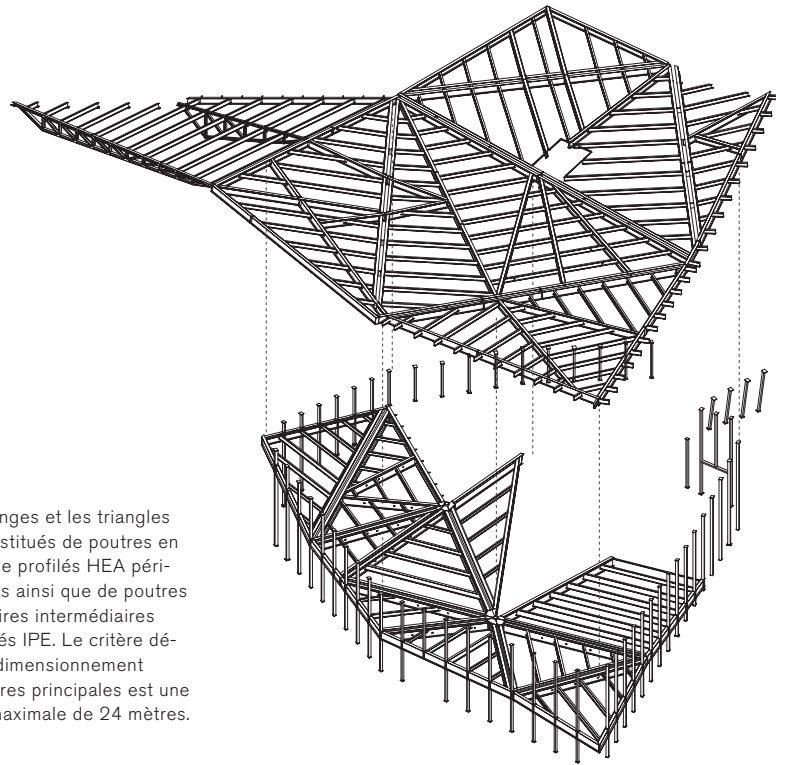 nges et les triangles
stitués de poutres en
e profilés HEA péri-
s ainsi que de poutres
ires intermédiaires
és IPE. Le critère dé-
dimensionnement
res principales est une
naximale de 24 mètres.